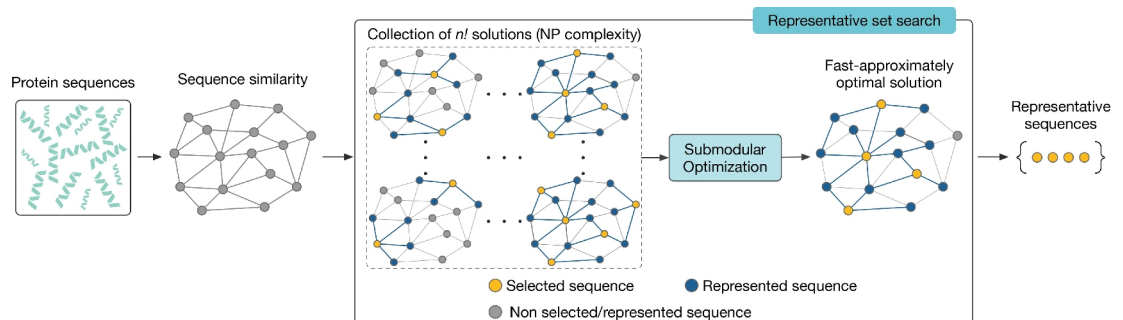 Representative set search
Collection of n! solutions (NP complexity)
Protein sequences
Sequence similarity
Fast-approximately
optimal solution
Representative
sequences
Submodular
Optimization
Selected sequence
Represented sequence
Non selected/represented sequence